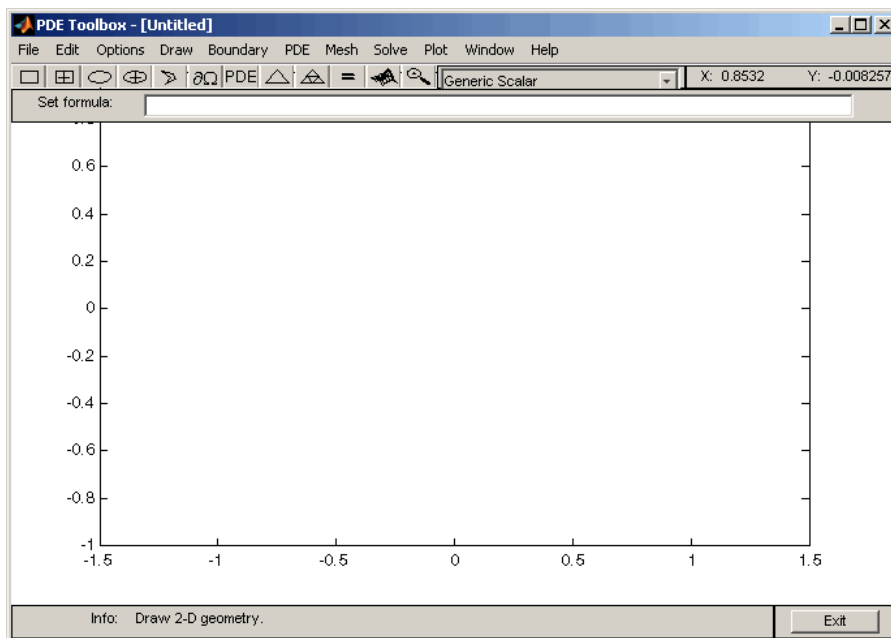 PDE Toolbox - [Untitled]
File Edit Options Draw Boundary PDE Mesh Solve Plot Window Help
∂Ω PDE = Generic Scalar X: 0.8532 Y: -0.008257
Set formula:
0.6
0.4
0.2
0
-0.2
-0.4
-0.6
-0.8
-1
-1.5 -1 -0.5 0 0.5 1 1.5
Info: Draw 2-D geometry. Exit